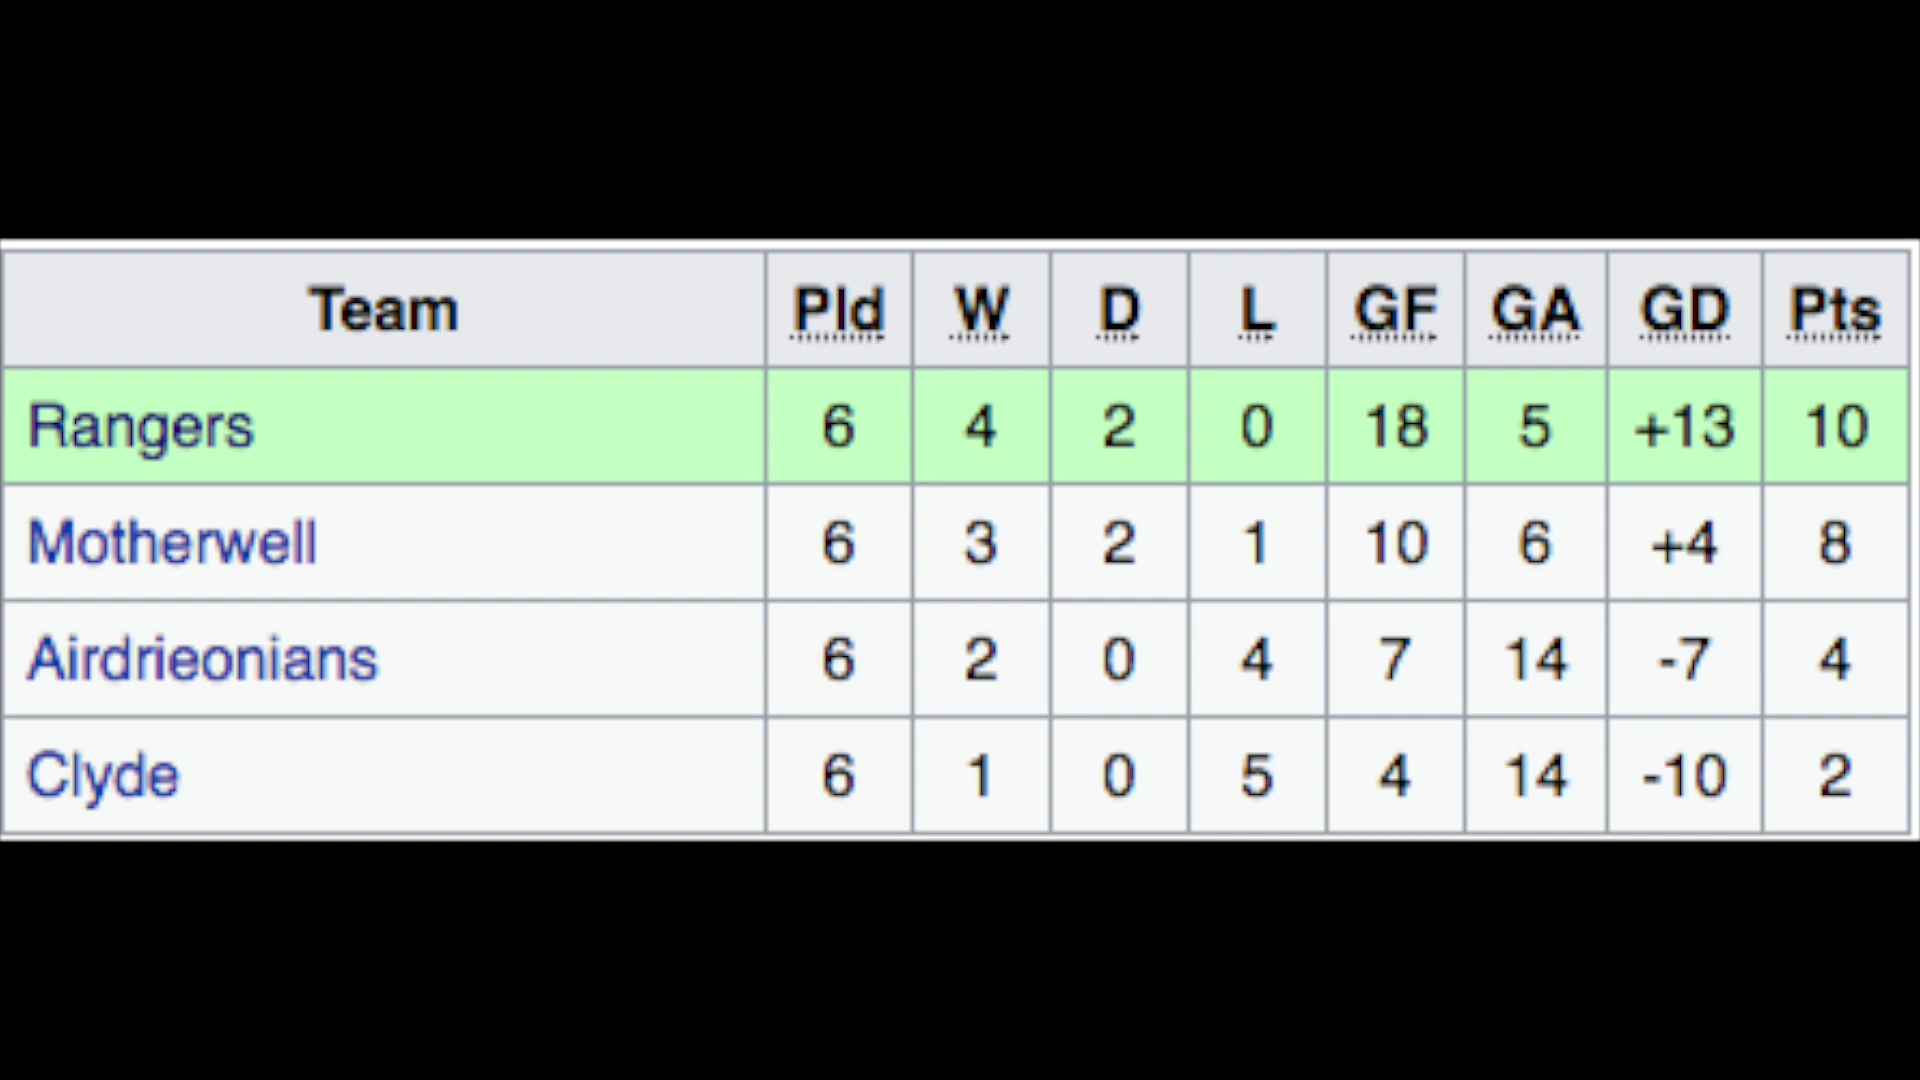 Team Pld W D L GF GA GD Pts
Rangers 6 4 2 0 18 5 +13 10
Motherwell 6 3 2 1 10 6 +4 8
Airdrieonians 6 2 0 4 7 14 -7 4
Clyde 6 1 0 5 4 14 -10 2